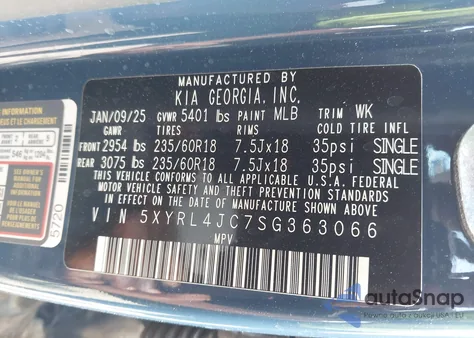 MANUFACTURED BY
KIA GEORGIA, INC.
JAN/09/25 GVWR 5401 lbs PAINT MLB TRIM WK
GAWR TIRES RIMS COLD TIRE INFL
FRONT 2954 lbs 235/60R18 7.5Jx18 35psi SINGLE
REAR 3075 lbs 235/60R18 7.5Jx18 35psi SINGLE
THIS VEHICLE CONFORMS TO ALL APPLICABLE U.S.A. FEDERAL
MOTOR VEHICLE SAFETY AND THEFT PREVENTION STANDARDS
IN EFFECT ON THE DATE OF MANUFACTURE SHOWN ABOVE.
VIN 5XYRL4JC7SG363066
MPV
5720
autoSnap